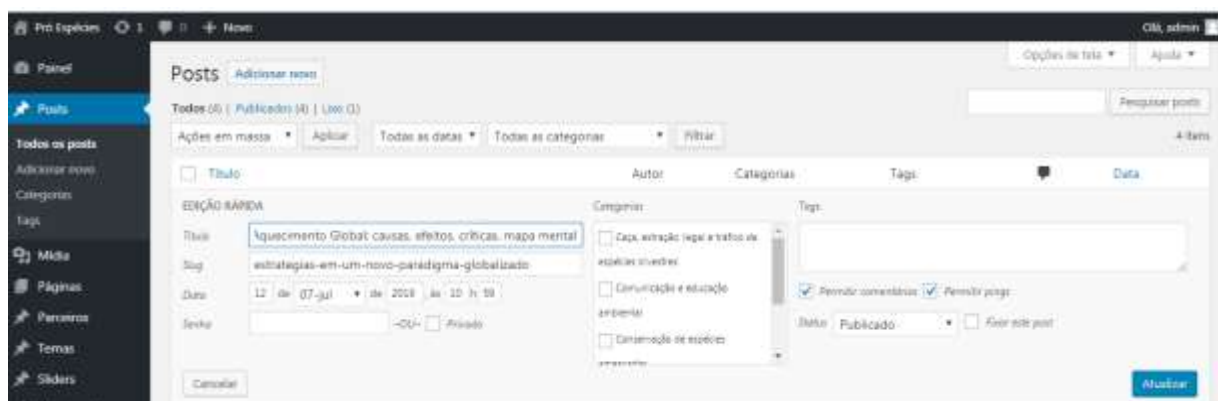 Pró Espécies 1 0 + Novo Olá, admin
Opções de tela Ajuda
Painel
Posts Adicionar novo
Posts
Todos (4) | Publicados (4) | Lixo (1) Pesquisar posts
Ações em massa Aplicar Todas as datas Todas as categorias Filtrar 4 itens
Todos os posts
Adicionar novo
Categorias
Tags
Mídia
Páginas
Parceiros
Temas
Sliders
Título Autor Categorias Tags Data
EDIÇÃO RÁPIDA Categorias Tags
Título Aquecimento Global: causas, efeitos, críticas, mapa mental
Slug estrategias-em-um-novo-paradigma-globalizado
Data 12 de 07-jul de às 10 h 59
Senha –OU– Privado
Caça, extração ilegal e tráfico de
espécies silvestres
Comunicação e educação
ambiental
Conservação de espécies
Permitir comentários Permitir pings
Status Publicado Fixar este post
Cancelar Atualizar